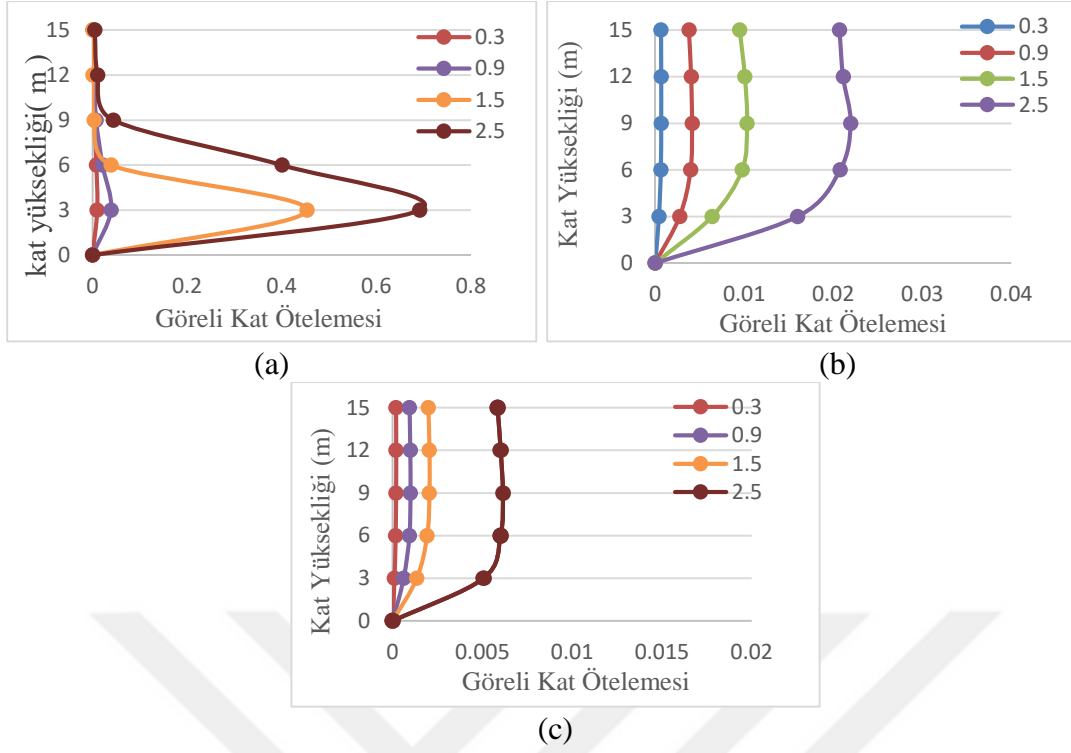 15
12
9
6
3
0
kat yüksekliği( m )
0 0.2 0.4 0.6 0.8
Göreli Kat Ötelemesi
0.3
0.9
1.5
2.5
(a)
15
12
9
6
3
0
Kat Yüksekliği (m)
0 0.01 0.02 0.03 0.04
Göreli Kat Ötelemesi
0.3
0.9
1.5
2.5
(b)
15
12
9
6
3
0
Kat Yüksekliği (m)
0 0.005 0.01 0.015 0.02
Göreli Kat Ötelemesi
0.3
0.9
1.5
2.5
(c)